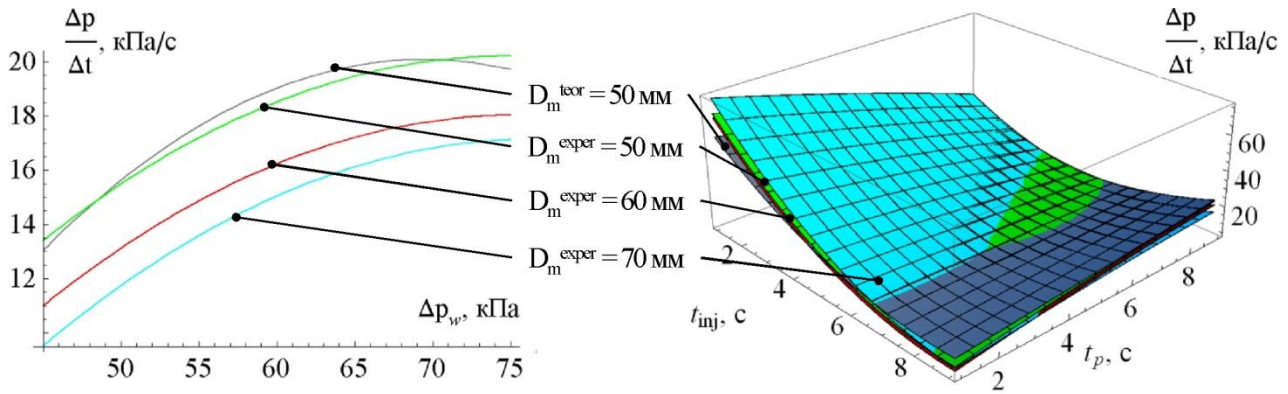 Δp
Δt
, кПа/с
20
18
16
14
12
50
55
60
65
70
75
Δp_w, кПа
D_m^teor = 50 мм
D_m^exper = 50 мм
D_m^exper = 60 мм
D_m^exper = 70 мм
Δp
Δt
, кПа/с
60
40
20
2
4
6
8
t_inj, с
2
4
6
8
t_p, с